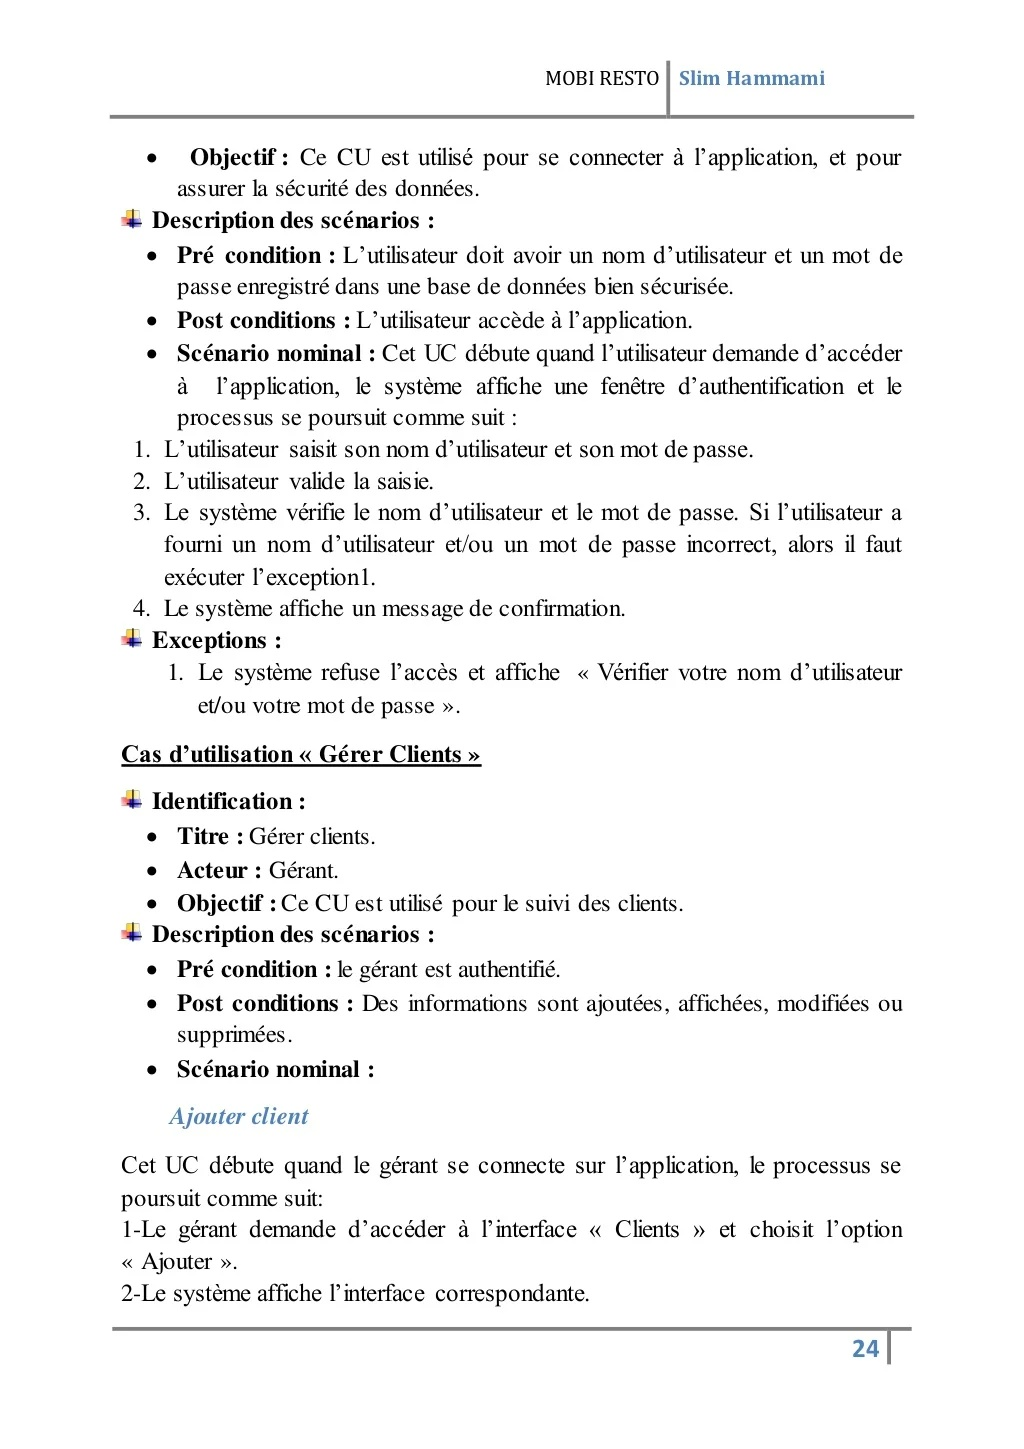 MOBI RESTO Slim Hammami
• Objectif : Ce CU est utilisé pour se connecter à l’application, et pour
assurer la sécurité des données.
Description des scénarios :
• Pré condition : L’utilisateur doit avoir un nom d’utilisateur et un mot de
passe enregistré dans une base de données bien sécurisée.
• Post conditions : L’utilisateur accède à l’application.
• Scénario nominal : Cet UC débute quand l’utilisateur demande d’accéder
à l’application, le système affiche une fenêtre d’authentification et le
processus se poursuit comme suit :
1. L’utilisateur saisit son nom d’utilisateur et son mot de passe.
2. L’utilisateur valide la saisie.
3. Le système vérifie le nom d’utilisateur et le mot de passe. Si l’utilisateur a
fourni un nom d’utilisateur et/ou un mot de passe incorrect, alors il faut
exécuter l’exception1.
4. Le système affiche un message de confirmation.
Exceptions :
1. Le système refuse l’accès et affiche « Vérifier votre nom d’utilisateur
et/ou votre mot de passe ».
Cas d’utilisation « Gérer Clients »
Identification :
• Titre : Gérer clients.
• Acteur : Gérant.
• Objectif : Ce CU est utilisé pour le suivi des clients.
Description des scénarios :
• Pré condition : le gérant est authentifié.
• Post conditions : Des informations sont ajoutées, affichées, modifiées ou
supprimées.
• Scénario nominal :
Ajouter client
Cet UC débute quand le gérant se connecte sur l’application, le processus se
poursuit comme suit:
1-Le gérant demande d’accéder à l’interface « Clients » et choisit l’option
« Ajouter ».
2-Le système affiche l’interface correspondante.
24